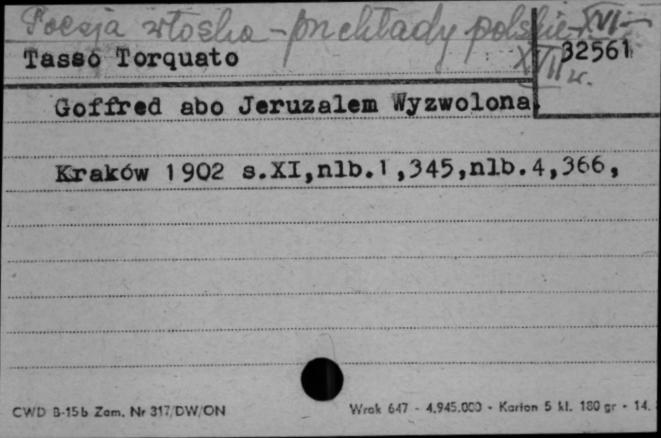 Poezja włoska - przekłady polskie XVI-
XVII w.
Tasso Torquato
32561
Goffred abo Jeruzalem Wyzwolona.
Kraków 1902 s.XI,nlb.1,345,nlb.4,366,
CWD B-15b Zam. Nr 317/DW/ON
Wrok 647 - 4.945.000 - Karton 5 kl. 180 gr - 14.